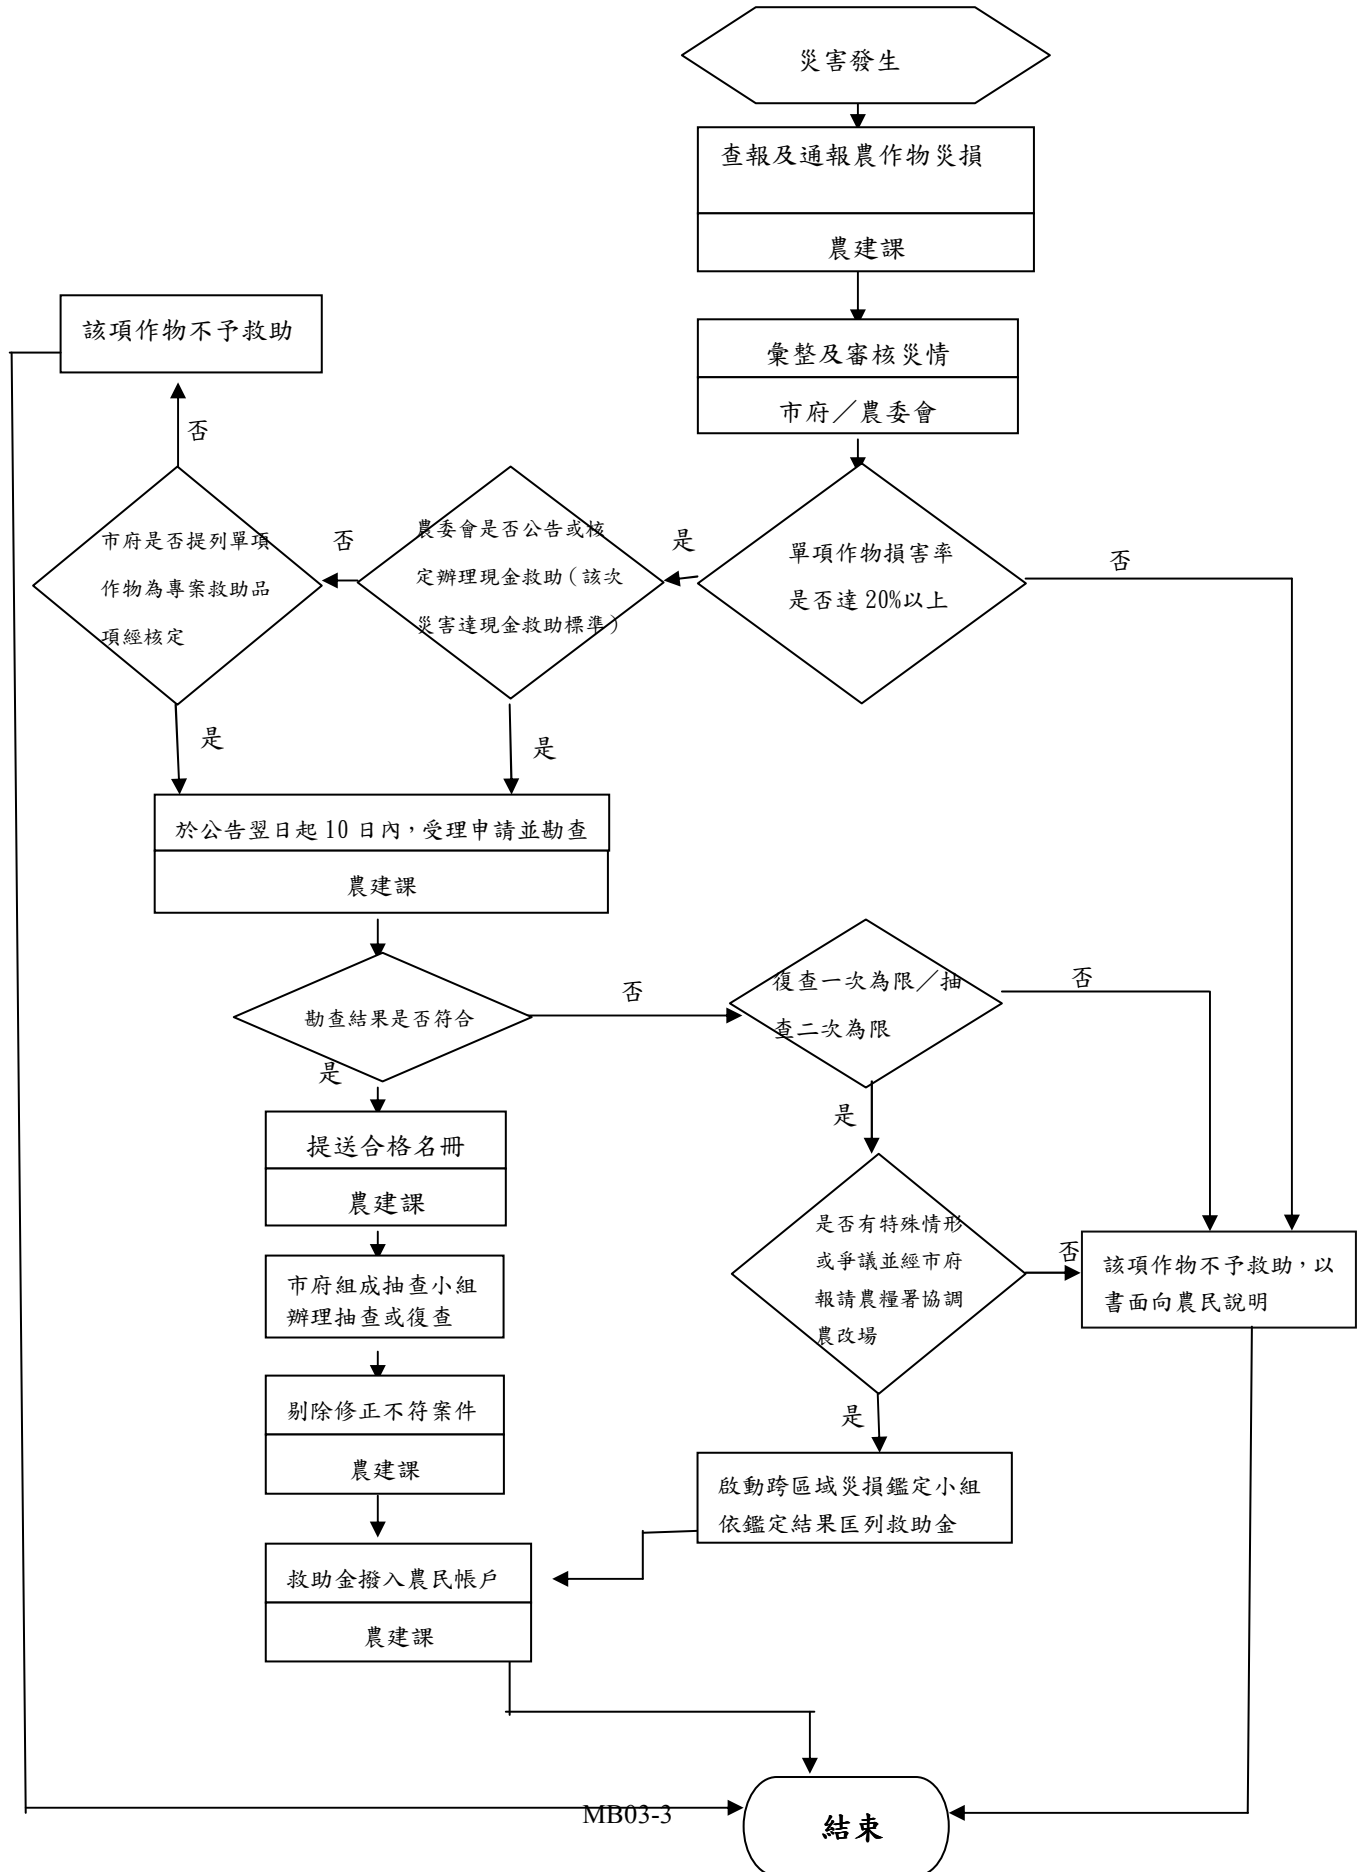 災害發生
查報及通報農作物災損
農建課
該項作物不予救助
彙整及審核災情
市府／農委會
否
市府是否提列單項
作物為專案救助品
項經核定
否
農委會是否公告或核
定辦理現金救助（該次
災害達現金救助標準）
是
單項作物損害率
是否達 20%以上
否
是
是
於公告翌日起 10 日內，受理申請並勘查
農建課
勘查結果是否符合
否
復查一次為限／抽
查二次為限
否
是
是
提送合格名冊
農建課
是否有特殊情形
或爭議並經市府
報請農糧署協調
農改場
否
該項作物不予救助，以
書面向農民說明
市府組成抽查小組
辦理抽查或復查
剔除修正不符案件
農建課
是
啟動跨區域災損鑑定小組
依鑑定結果匡列救助金
救助金撥入農民帳戶
農建課
MB03-3
結束